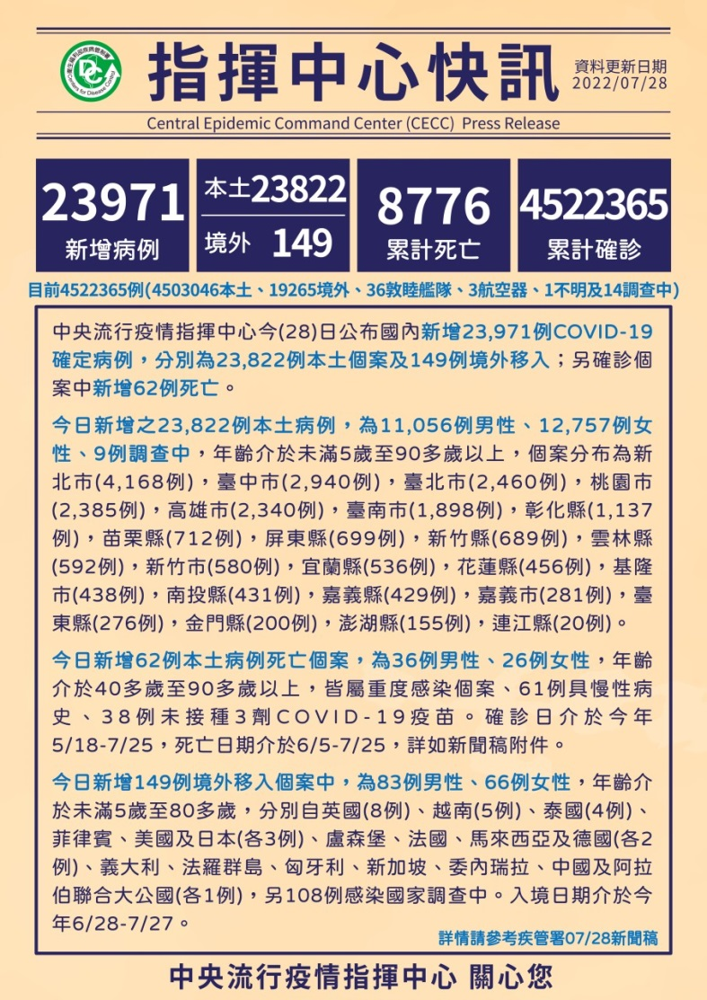 衛生福利部疾病管制署
CDC
Centers for Disease Control
指揮中心快訊
資料更新日期
2022/07/28
Central Epidemic Command Center (CECC) Press Release
23971
新增病例
本土23822
境外 149
8776
累計死亡
4522365
累計確診
目前4522365例(4503046本土、19265境外、36敦睦艦隊、3航空器、1不明及14調查中)
中央流行疫情指揮中心今(28)日公布國內新增23,971例COVID-19
確定病例，分別為23,822例本土個案及149例境外移入；另確診個
案中新增62例死亡。
今日新增之23,822例本土病例，為11,056例男性、12,757例女
性、9例調查中，年齡介於未滿5歲至90多歲以上，個案分布為新
北市(4,168例)，臺中市(2,940例)，臺北市(2,460例)，桃園市
(2,385例)，高雄市(2,340例)，臺南市(1,898例)，彰化縣(1,137
例)，苗栗縣(712例)，屏東縣(699例)，新竹縣(689例)，雲林縣
(592例)，新竹市(580例)，宜蘭縣(536例)，花蓮縣(456例)，基隆
市(438例)，南投縣(431例)，嘉義縣(429例)，嘉義市(281例)，臺
東縣(276例)，金門縣(200例)，澎湖縣(155例)，連江縣(20例)。
今日新增62例本土病例死亡個案，為36例男性、26例女性，年齡
介於40多歲至90多歲以上，皆屬重度感染個案、61例具慢性病
史、38例未接種3劑COVID-19疫苗。確診日介於今年
5/18-7/25，死亡日期介於6/5-7/25，詳如新聞稿附件。
今日新增149例境外移入個案中，為83例男性、66例女性，年齡介
於未滿5歲至80多歲，分別自英國(8例)、越南(5例)、泰國(4例)、
菲律賓、美國及日本(各3例)、盧森堡、法國、馬來西亞及德國(各2
例)、義大利、法羅群島、匈牙利、新加坡、委內瑞拉、中國及阿拉
伯聯合大公國(各1例)，另108例感染國家調查中。入境日期介於今
年6/28-7/27。
詳情請參考疾管署07/28新聞稿
中央流行疫情指揮中心 關心您